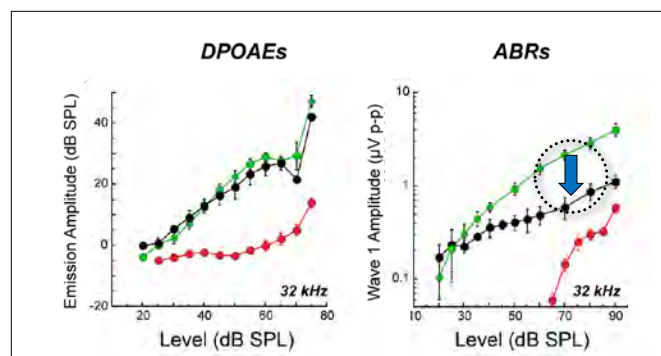 DPOAEs
ABRs
Emission Amplitude (dB SPL)
40
20
0
-20
20
40
60
80
Level (dB SPL)
32 kHz
Wave 1 Amplitude (µV p-p)
10
1
0.1
10
30
50
70
90
Level (dB SPL)
32 kHz